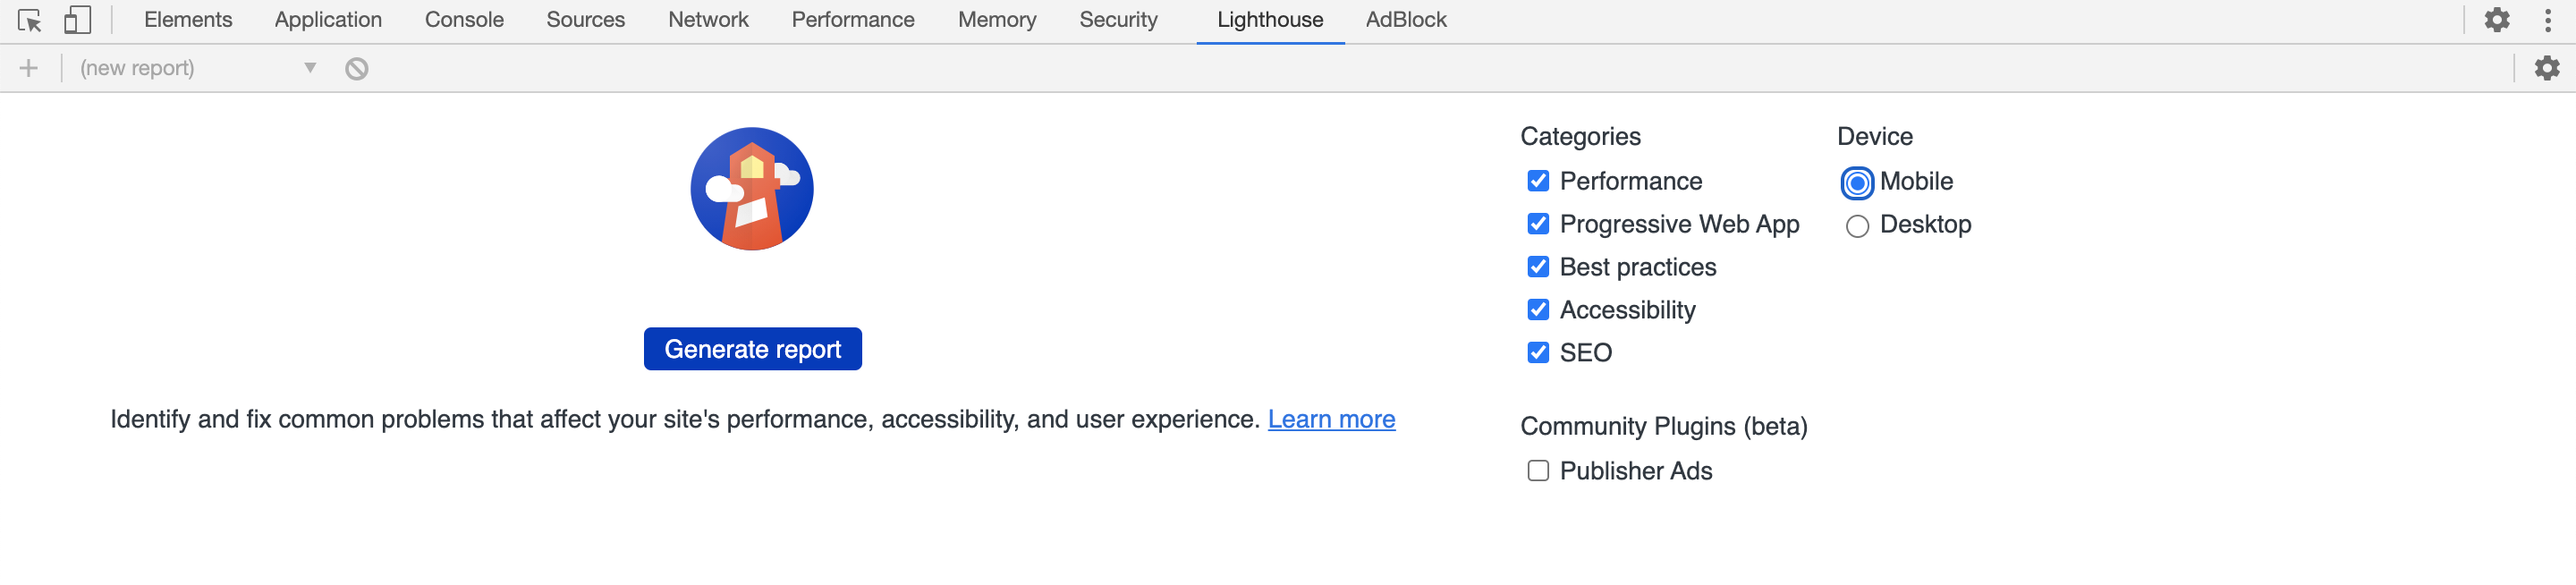 Elements Application Console Sources Network Performance Memory Security Lighthouse AdBlock
(new report)
Generate report
Identify and fix common problems that affect your site's performance, accessibility, and user experience. Learn more
Categories
Performance
Progressive Web App
Best practices
Accessibility
SEO
Device
Mobile
Desktop
Community Plugins (beta)
Publisher Ads